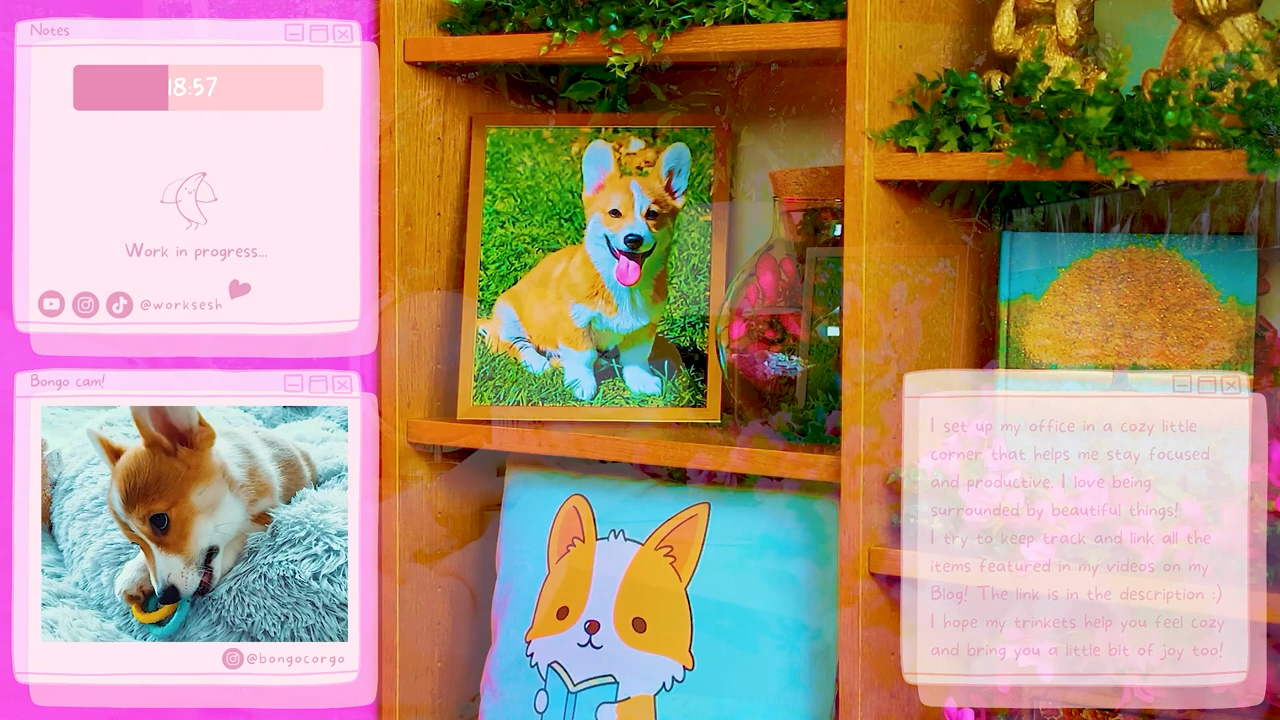 Notes
18:57
Work in progress...
@worksesh
Bongo cam!
@bongocorgo
I set up my office in a cozy little
corner that helps me stay focused
and productive. I love being
surrounded by beautiful things!
I try to keep track and link all the
items featured in my videos on my
Blog! The link is in the description :)
I hope my trinkets help you feel cozy
and bring you a little bit of joy too!